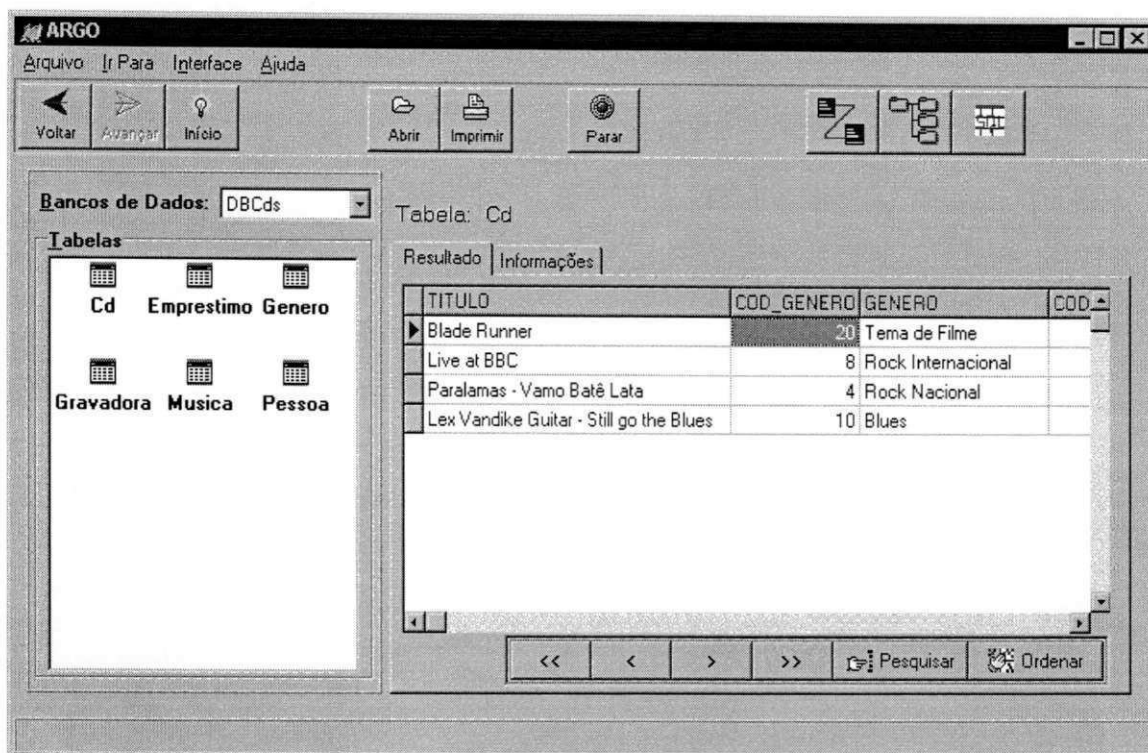 ARGO
Arquivo Ir Para Interface Ajuda
Voltar Avançar Início Abrir Imprimir Parar SQL
Bancos de Dados: DBCds
Tabelas
Cd Emprestimo Genero
Gravadora Musica Pessoa
Tabela: Cd
Resultado Informações
TITULO COD_GENERO GENERO COD_
Blade Runner 20 Tema de Filme
Live at BBC 8 Rock Internacional
Paralamas - Vamo Batê Lata 4 Rock Nacional
Lex Vandike Guitar - Still go the Blues 10 Blues
<< < > >> Pesquisar Ordenar